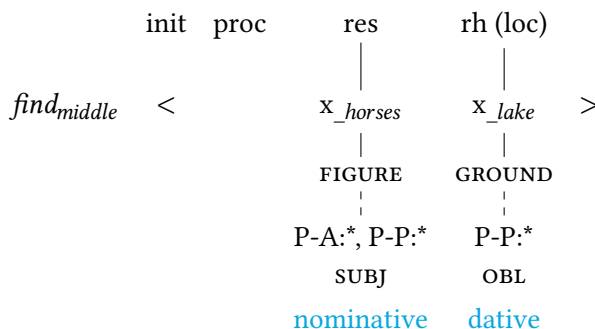 init proc res rh (loc)
find_middle < x_horses x_lake >
FIGURE GROUND
P-A:*, P-P:* P-P:*
SUBJ OBL
nominative dative